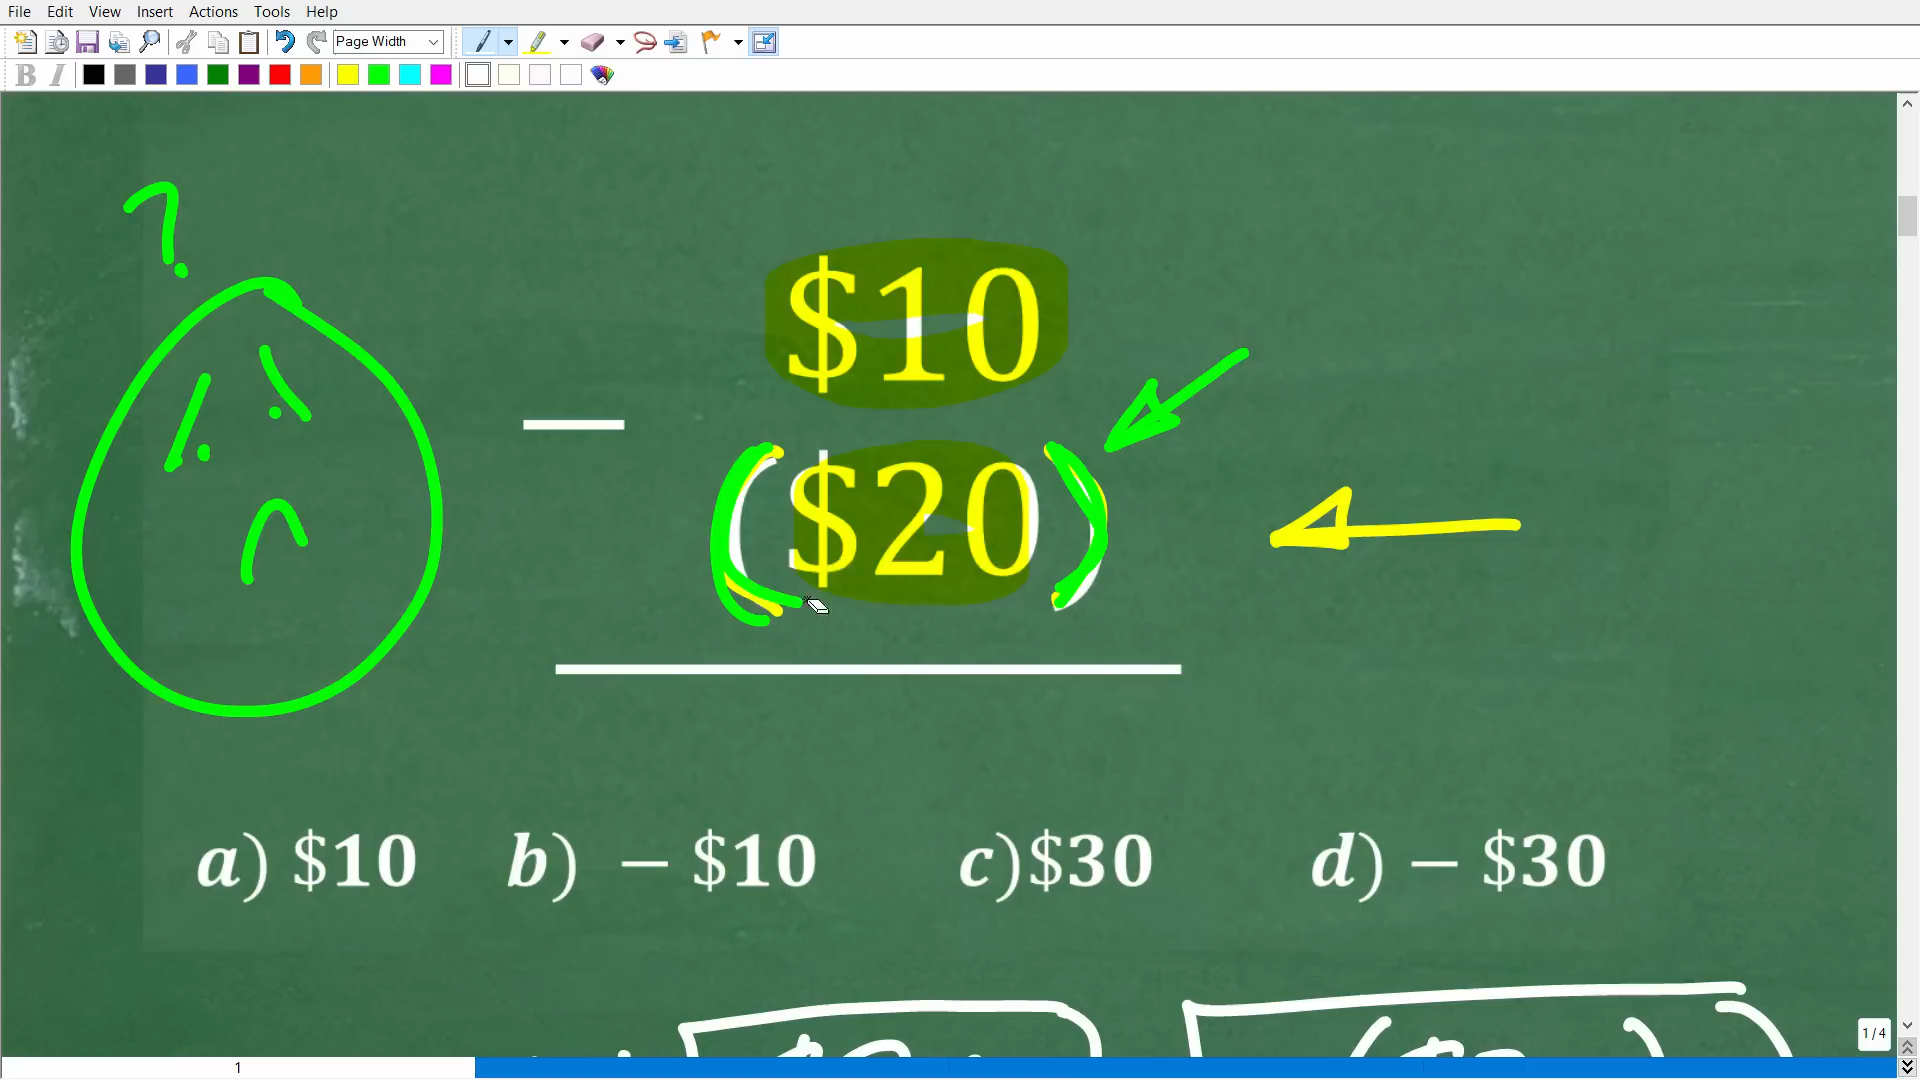 File Edit View Insert Actions Tools Help
Page Width
B I
?
$10
—
($20)
a) $10 b) − $10 c)$30 d) − $30
1 / 4
1